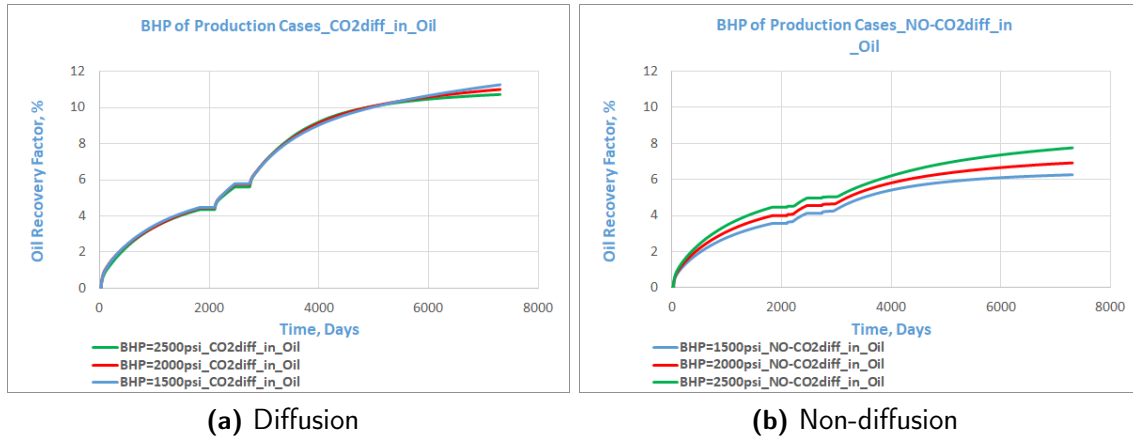 BHP of Production Cases_CO2diff_in_Oil
12
10
8
6
4
2
0
0 2000 4000 6000 8000
Oil Recovery Factor, %
Time, Days
BHP=2500psi_CO2diff_in_Oil
BHP=2000psi_CO2diff_in_Oil
BHP=1500psi_CO2diff_in_Oil
(a) Diffusion
BHP of Production Cases_NO-CO2diff_in
_Oil
12
10
8
6
4
2
0
0 2000 4000 6000 8000
Oil Recovery Factor, %
Time, Days
BHP=1500psi_NO-CO2diff_in_Oil
BHP=2000psi_NO-CO2diff_in_Oil
BHP=2500psi_NO-CO2diff_in_Oil
(b) Non-diffusion